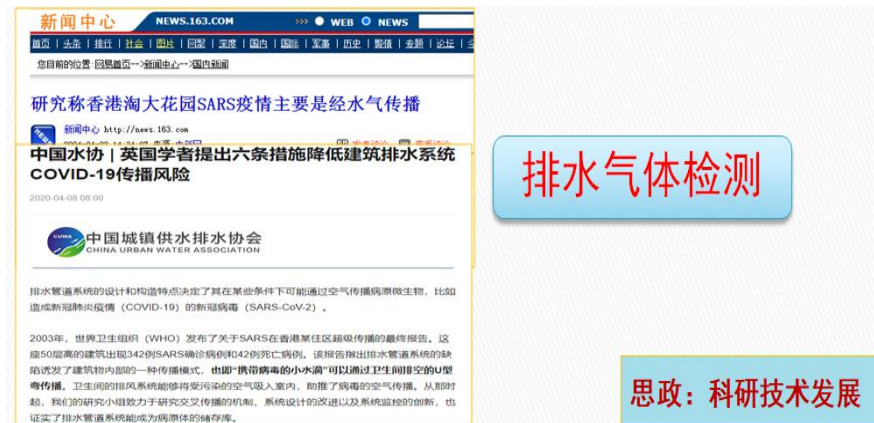 新闻中心 NEWS.163.COM >>> WEB NEWS
首页 | 头条 | 排行 | 社会 | 图片 | 网絜 | 深度 | 国内 | 国际 | 军事 | 历史 | 专题 | 论坛 |
您目前的位置:网易首页-->新闻中心-->国内新闻
研究称香港淘大花园SARS疫情主要是经水气传播
新闻中心 http://news.163.com
中国水协 | 英国学者提出六条措施降低建筑排水系统
COVID-19传播风险
2020-04-08 08:00
CUWA
中国城镇供水排水协会
CHINA URBAN WATER ASSOCIATION
排水管道系统的设计和构造特点决定了其在某些条件下可能通过空气传播病原微生物，比如
造成新冠肺炎疫情（COVID-19）的新冠病毒（SARS-CoV-2）。
2003年，世界卫生组织（WHO）发布了关于SARS在香港某住区超级传播的最终报告。这
座50层高的建筑出现342例SARS确诊病例和42例死亡病例。该报告指出排水管道系统的缺
陷诱发了建筑物内部的一种传播模式，也即“携带病毒的小水滴”可以通过卫生间排空的U型
弯传播。卫生间的排风系统能够将受污染的空气吸入室内，助推了病毒的空气传播。从那时
起，我们的研究小组致力于研究交叉传播的机制、系统设计的改进以及系统监控的创新，也
证实了排水管道系统能成为病原体的储存库。
排水气体检测
思政：科研技术发展